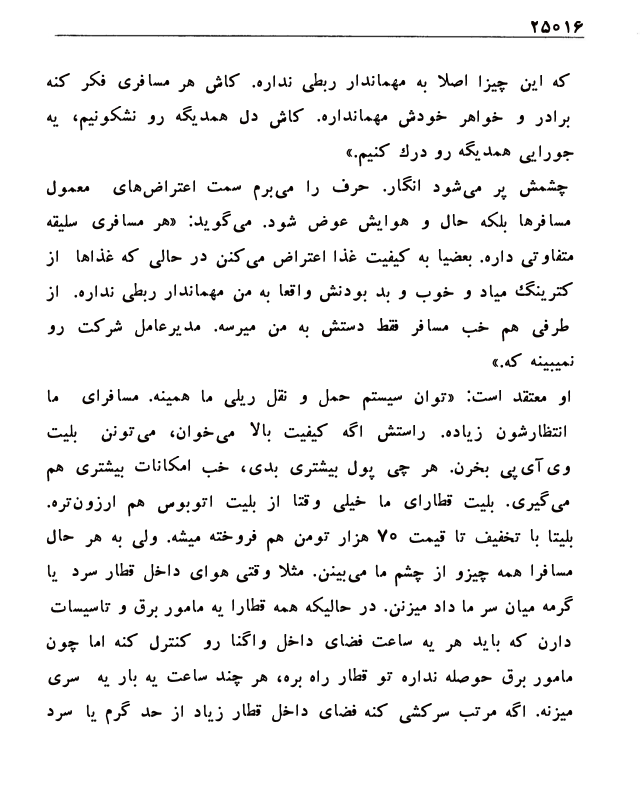 ۲۵۰۱۶
که این چیزا اصلا به مهماندار ربطی نداره. کاش هر مسافری فکر کنه
برادر و خواهر خودش مهمانداره. کاش دل همدیگه رو نشکونیم، یه
جورایی همدیگه رو درك کنیم.»
چشمش پر می‌شود انگار. حرف را می‌برم سمت اعتراض‌های معمول
مسافرها بلکه حال و هوایش عوض شود. می‌گوید: «هر مسافری سلیقه
متفاوتی داره. بعضیا به کیفیت غذا اعتراض می‌کنن در حالی که غذاها از
کترینگ میاد و خوب و بد بودنش واقعا به من مهماندار ربطی نداره. از
طرفی هم خب مسافر فقط دستش به من میرسه. مدیرعامل شرکت رو
نمیبینه که.»
او معتقد است: «توان سیستم حمل و نقل ریلی ما همینه. مسافرای ما
انتظارشون زیاده. راستش اگه کیفیت بالا می‌خوان، می‌تونن بلیت
وی‌آی‌پی بخرن. هر چی پول بیشتری بدی، خب امکانات بیشتری هم
می‌گیری. بلیت قطارای ما خیلی وقتا از بلیت اتوبوس هم ارزون‌تره.
بلیتا با تخفیف تا قیمت ۷۰ هزار تومن هم فروخته میشه. ولی به هر حال
مسافرا همه چیزو از چشم ما می‌بینن. مثلا وقتی هوای داخل قطار سرد یا
گرمه میان سر ما داد میزنن. در حالیکه همه قطارا یه مامور برق و تاسیسات
دارن که باید هر یه ساعت فضای داخل واگنا رو کنترل کنه اما چون
مامور برق حوصله نداره تو قطار راه بره، هر چند ساعت یه بار یه سری
میزنه. اگه مرتب سرکشی کنه فضای داخل قطار زیاد از حد گرم یا سرد